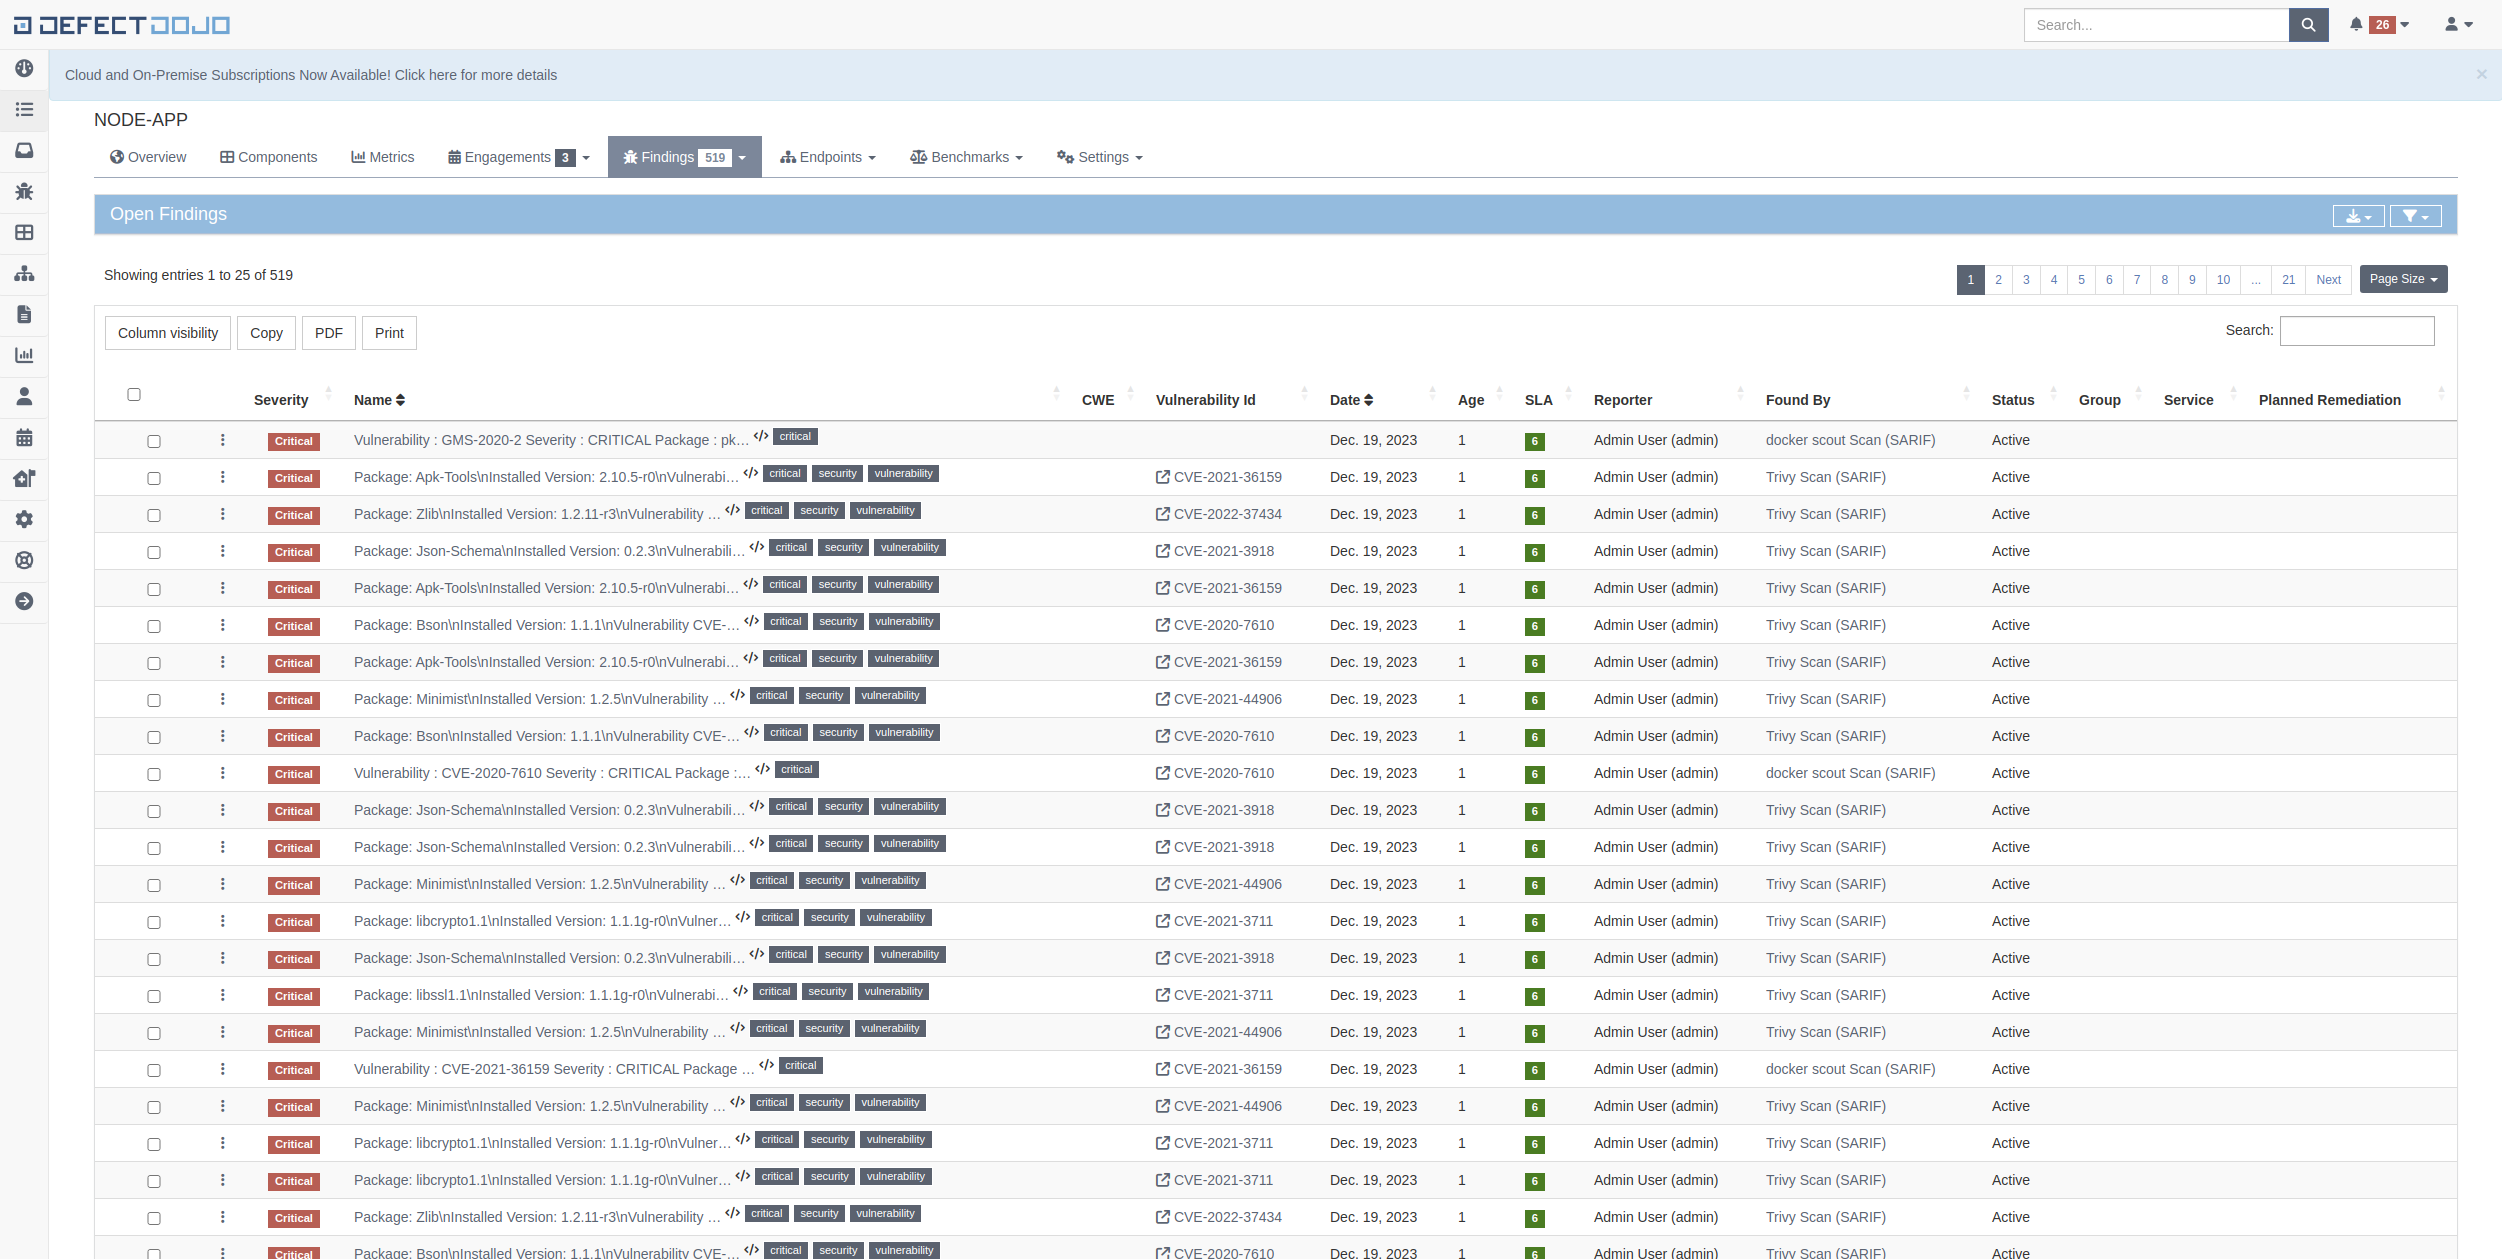 DEFECTDOJO
Search...
26
Cloud and On-Premise Subscriptions Now Available! Click here for more details
×
NODE-APP
Overview Components Metrics Engagements 3 Findings 519 Endpoints Benchmarks Settings
Open Findings
Showing entries 1 to 25 of 519
1 2 3 4 5 6 7 8 9 10 ... 21 Next Page Size
Column visibility Copy PDF Print Search:
Severity Name CWE Vulnerability Id Date Age SLA Reporter Found By Status Group Service Planned Remediation
Critical Vulnerability : GMS-2020-2 Severity : CRITICAL Package : pk... </> critical Dec. 19, 2023 1 6 Admin User (admin) docker scout Scan (SARIF) Active
Critical Package: Apk-Tools\nInstalled Version: 2.10.5-r0\nVulnerabi... </> critical security vulnerability CVE-2021-36159 Dec. 19, 2023 1 6 Admin User (admin) Trivy Scan (SARIF) Active
Critical Package: Zlib\nInstalled Version: 1.2.11-r3\nVulnerability ... </> critical security vulnerability CVE-2022-37434 Dec. 19, 2023 1 6 Admin User (admin) Trivy Scan (SARIF) Active
Critical Package: Json-Schema\nInstalled Version: 0.2.3\nVulnerabili... </> critical security vulnerability CVE-2021-3918 Dec. 19, 2023 1 6 Admin User (admin) Trivy Scan (SARIF) Active
Critical Package: Apk-Tools\nInstalled Version: 2.10.5-r0\nVulnerabi... </> critical security vulnerability CVE-2021-36159 Dec. 19, 2023 1 6 Admin User (admin) Trivy Scan (SARIF) Active
Critical Package: Bson\nInstalled Version: 1.1.1\nVulnerability CVE-... </> critical security vulnerability CVE-2020-7610 Dec. 19, 2023 1 6 Admin User (admin) Trivy Scan (SARIF) Active
Critical Package: Apk-Tools\nInstalled Version: 2.10.5-r0\nVulnerabi... </> critical security vulnerability CVE-2021-36159 Dec. 19, 2023 1 6 Admin User (admin) Trivy Scan (SARIF) Active
Critical Package: Minimist\nInstalled Version: 1.2.5\nVulnerability ... </> critical security vulnerability CVE-2021-44906 Dec. 19, 2023 1 6 Admin User (admin) Trivy Scan (SARIF) Active
Critical Package: Bson\nInstalled Version: 1.1.1\nVulnerability CVE-... </> critical security vulnerability CVE-2020-7610 Dec. 19, 2023 1 6 Admin User (admin) Trivy Scan (SARIF) Active
Critical Vulnerability : CVE-2020-7610 Severity : CRITICAL Package :... </> critical CVE-2020-7610 Dec. 19, 2023 1 6 Admin User (admin) docker scout Scan (SARIF) Active
Critical Package: Json-Schema\nInstalled Version: 0.2.3\nVulnerabili... </> critical security vulnerability CVE-2021-3918 Dec. 19, 2023 1 6 Admin User (admin) Trivy Scan (SARIF) Active
Critical Package: Json-Schema\nInstalled Version: 0.2.3\nVulnerabili... </> critical security vulnerability CVE-2021-3918 Dec. 19, 2023 1 6 Admin User (admin) Trivy Scan (SARIF) Active
Critical Package: Minimist\nInstalled Version: 1.2.5\nVulnerability ... </> critical security vulnerability CVE-2021-44906 Dec. 19, 2023 1 6 Admin User (admin) Trivy Scan (SARIF) Active
Critical Package: libcrypto1.1\nInstalled Version: 1.1.1g-r0\nVulner... </> critical security vulnerability CVE-2021-3711 Dec. 19, 2023 1 6 Admin User (admin) Trivy Scan (SARIF) Active
Critical Package: Json-Schema\nInstalled Version: 0.2.3\nVulnerabili... </> critical security vulnerability CVE-2021-3918 Dec. 19, 2023 1 6 Admin User (admin) Trivy Scan (SARIF) Active
Critical Package: libssl1.1\nInstalled Version: 1.1.1g-r0\nVulnerabi... </> critical security vulnerability CVE-2021-3711 Dec. 19, 2023 1 6 Admin User (admin) Trivy Scan (SARIF) Active
Critical Package: Minimist\nInstalled Version: 1.2.5\nVulnerability ... </> critical security vulnerability CVE-2021-44906 Dec. 19, 2023 1 6 Admin User (admin) Trivy Scan (SARIF) Active
Critical Vulnerability : CVE-2021-36159 Severity : CRITICAL Package ... </> critical CVE-2021-36159 Dec. 19, 2023 1 6 Admin User (admin) docker scout Scan (SARIF) Active
Critical Package: Minimist\nInstalled Version: 1.2.5\nVulnerability ... </> critical security vulnerability CVE-2021-44906 Dec. 19, 2023 1 6 Admin User (admin) Trivy Scan (SARIF) Active
Critical Package: libcrypto1.1\nInstalled Version: 1.1.1g-r0\nVulner... </> critical security vulnerability CVE-2021-3711 Dec. 19, 2023 1 6 Admin User (admin) Trivy Scan (SARIF) Active
Critical Package: libcrypto1.1\nInstalled Version: 1.1.1g-r0\nVulner... </> critical security vulnerability CVE-2021-3711 Dec. 19, 2023 1 6 Admin User (admin) Trivy Scan (SARIF) Active
Critical Package: Zlib\nInstalled Version: 1.2.11-r3\nVulnerability ... </> critical security vulnerability CVE-2022-37434 Dec. 19, 2023 1 6 Admin User (admin) Trivy Scan (SARIF) Active
Critical Package: Bson\nInstalled Version: 1.1.1\nVulnerability CVE-... </> critical security vulnerability CVE-2020-7610 Dec. 19, 2023 1 6 Admin User (admin) Trivy Scan (SARIF) Active